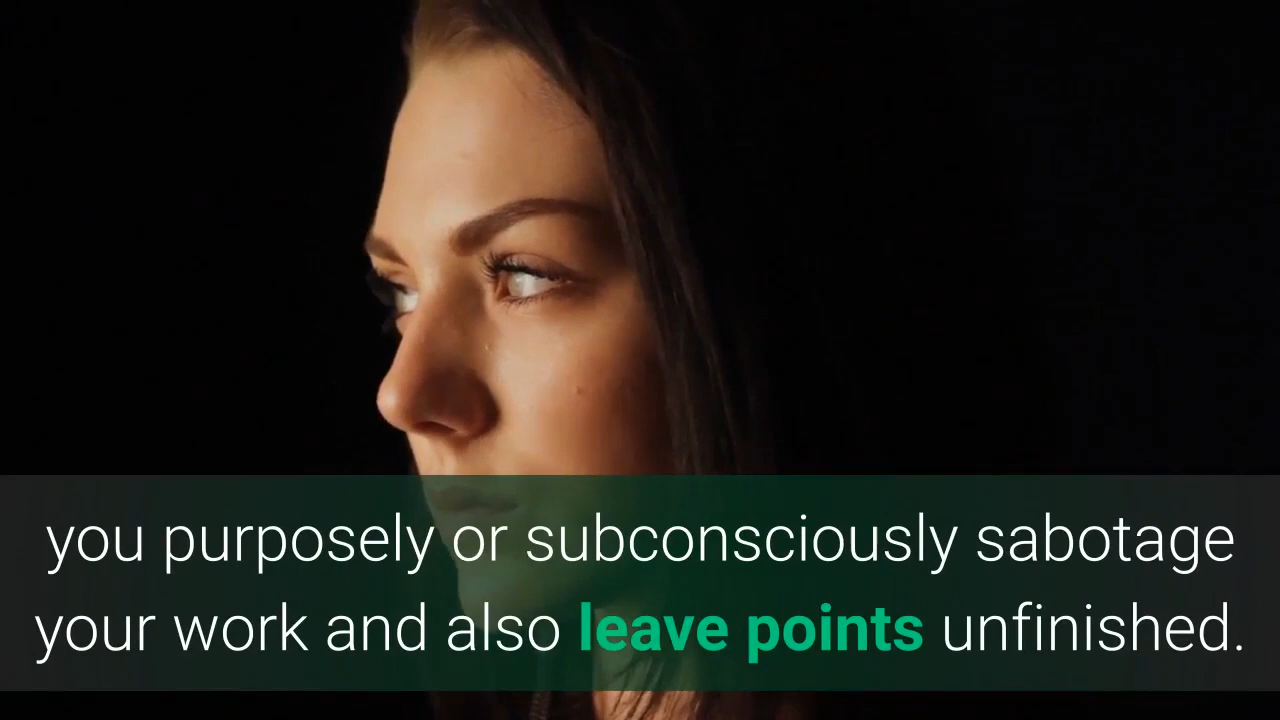 you purposely or subconsciously sabotage
your work and also leave points unfinished.